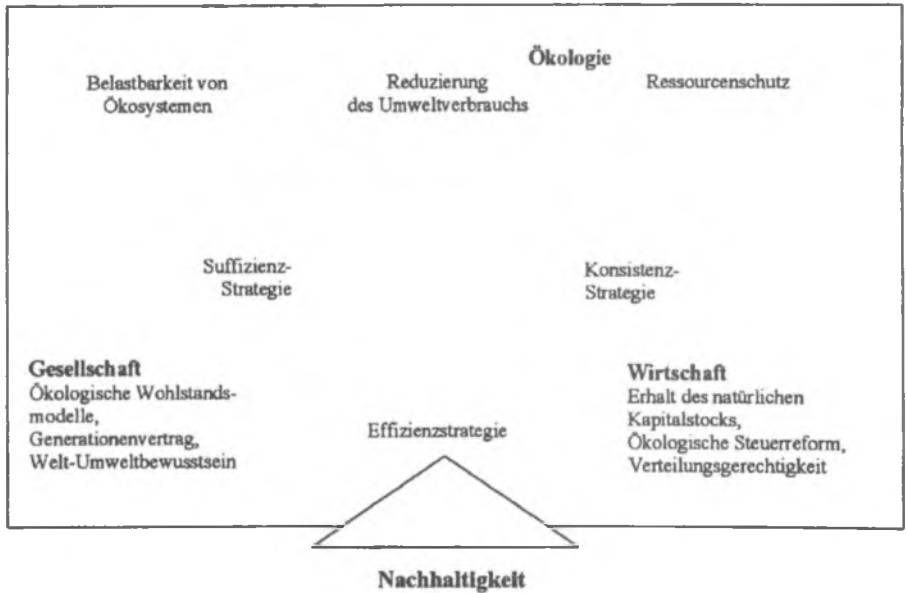 Ökologie
Belastbarkeit von
Ökosystemen
Reduzierung
des Umweltverbrauchs
Ressourcenschutz
Suffizienz-
Strategie
Konsistenz-
Strategie
Gesellschaft
Ökologische Wohlstands-
modelle,
Generationenvertrag,
Welt-Umweltbewusstsein
Effizienzstrategie
Wirtschaft
Erhalt des natürlichen
Kapitalstocks,
Ökologische Steuerreform,
Verteilungsgerechtigkeit
Nachhaltigkeit